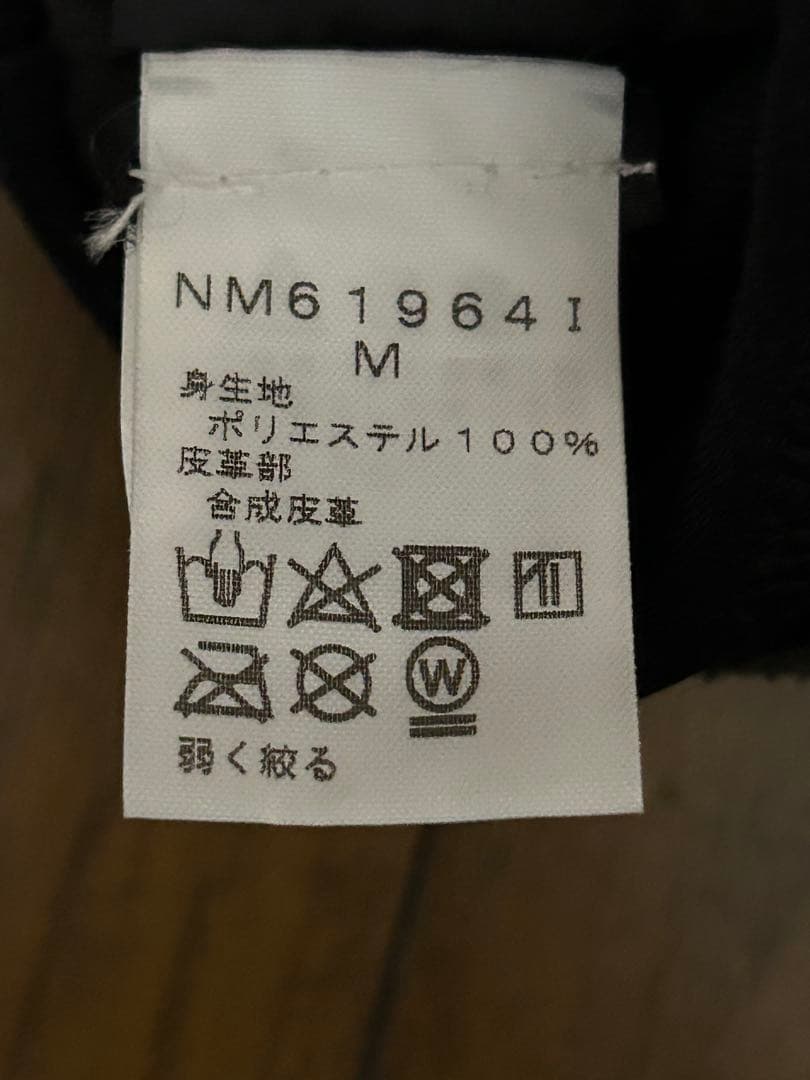 NM61964I
M
身生地
ポリエステル100%
皮革部
合成皮革
W
弱く絞る